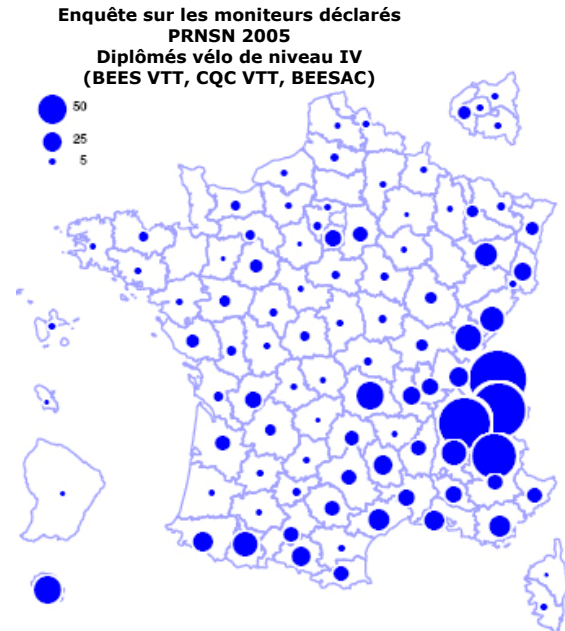 Enquête sur les moniteurs déclarés
PRNSN 2005
Diplômés vélo de niveau IV
(BEES VTT, CQC VTT, BEESAC)
50
25
5